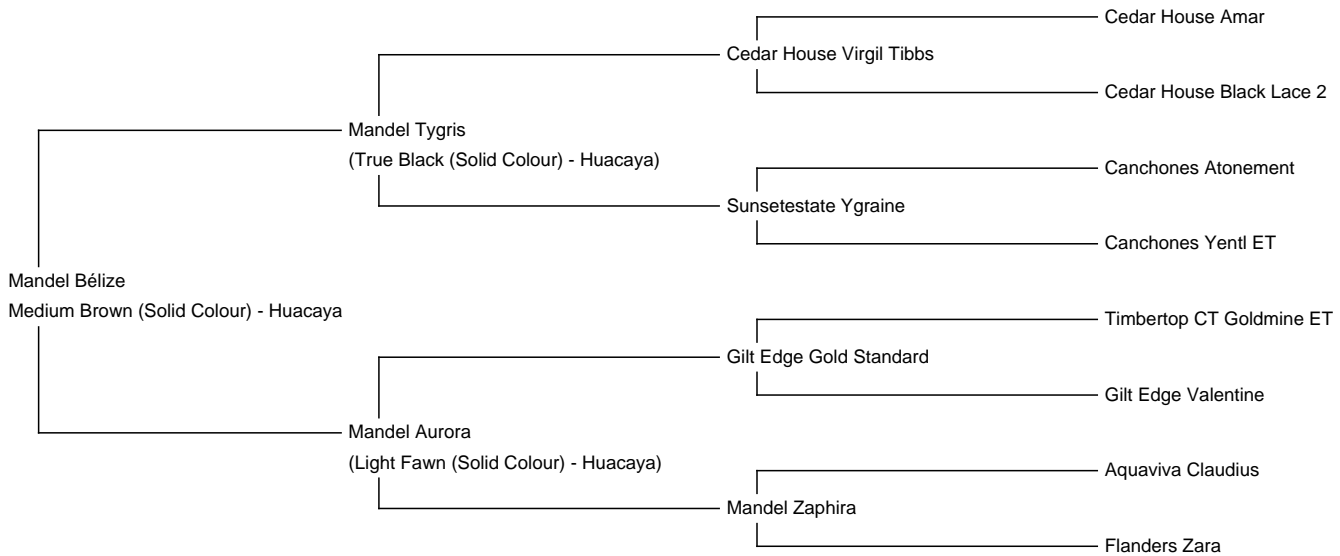 Cedar House Amar
Cedar House Virgil Tibbs
Cedar House Black Lace 2
Mandel Tygris
(True Black (Solid Colour) - Huacaya)
Canchones Atonement
Sunsetestate Ygraine
Canchones Yentl ET
Mandel Bélize
Medium Brown (Solid Colour) - Huacaya
Timbertop CT Goldmine ET
Gilt Edge Gold Standard
Gilt Edge Valentine
Mandel Aurora
(Light Fawn (Solid Colour) - Huacaya)
Aquaviva Claudius
Mandel Zaphira
Flanders Zara